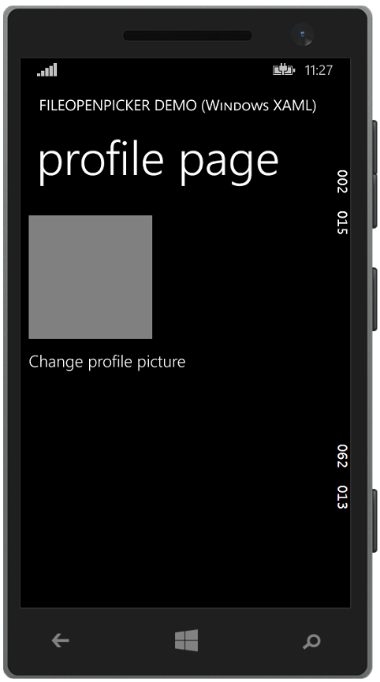 11:27
FILEOPENPICKER DEMO (WINDOWS XAML)
profile page
002 015
Change profile picture
062 013